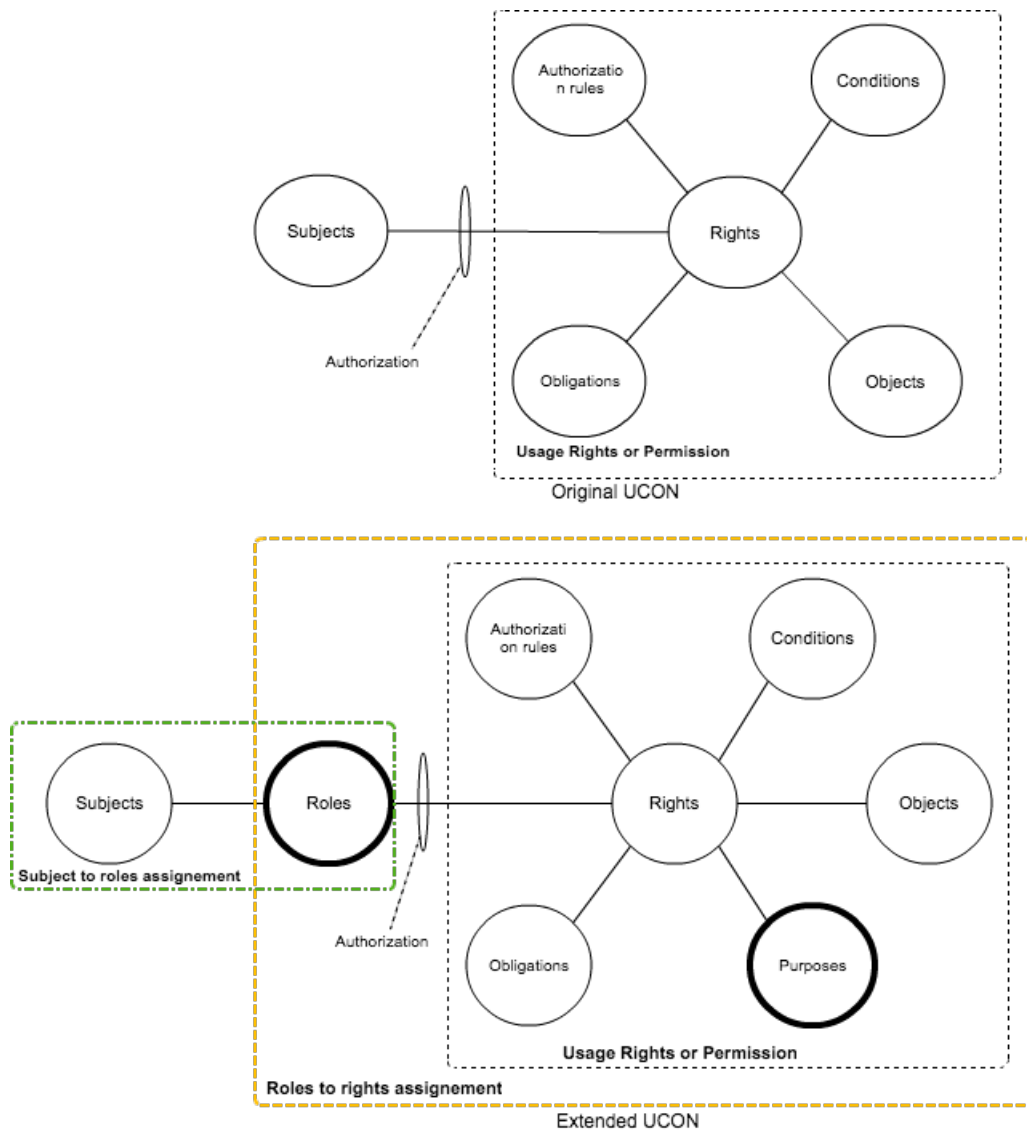 Authorizatio
n rules
Conditions
Subjects
Rights
Authorization
Obligations
Objects
Usage Rights or Permission
Original UCON
Authorizati
on rules
Conditions
Subjects
Roles
Rights
Objects
Subject to roles assignement
Authorization
Obligations
Purposes
Usage Rights or Permission
Roles to rights assignement
Extended UCON